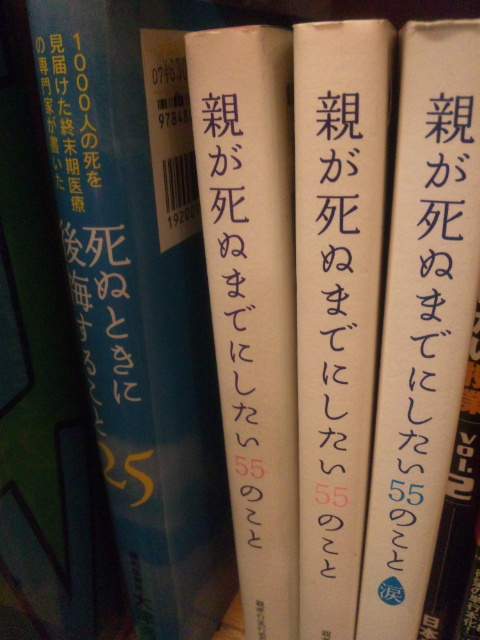 1000人の死を
見届けた終末期医療
の専門家が書いた
死ぬときに
後悔すること
25
親が死ぬまでにしたい55のこと
親が死ぬまでにしたい55のこと
親が死ぬまでにしたい55のこと
涙
VOL.2